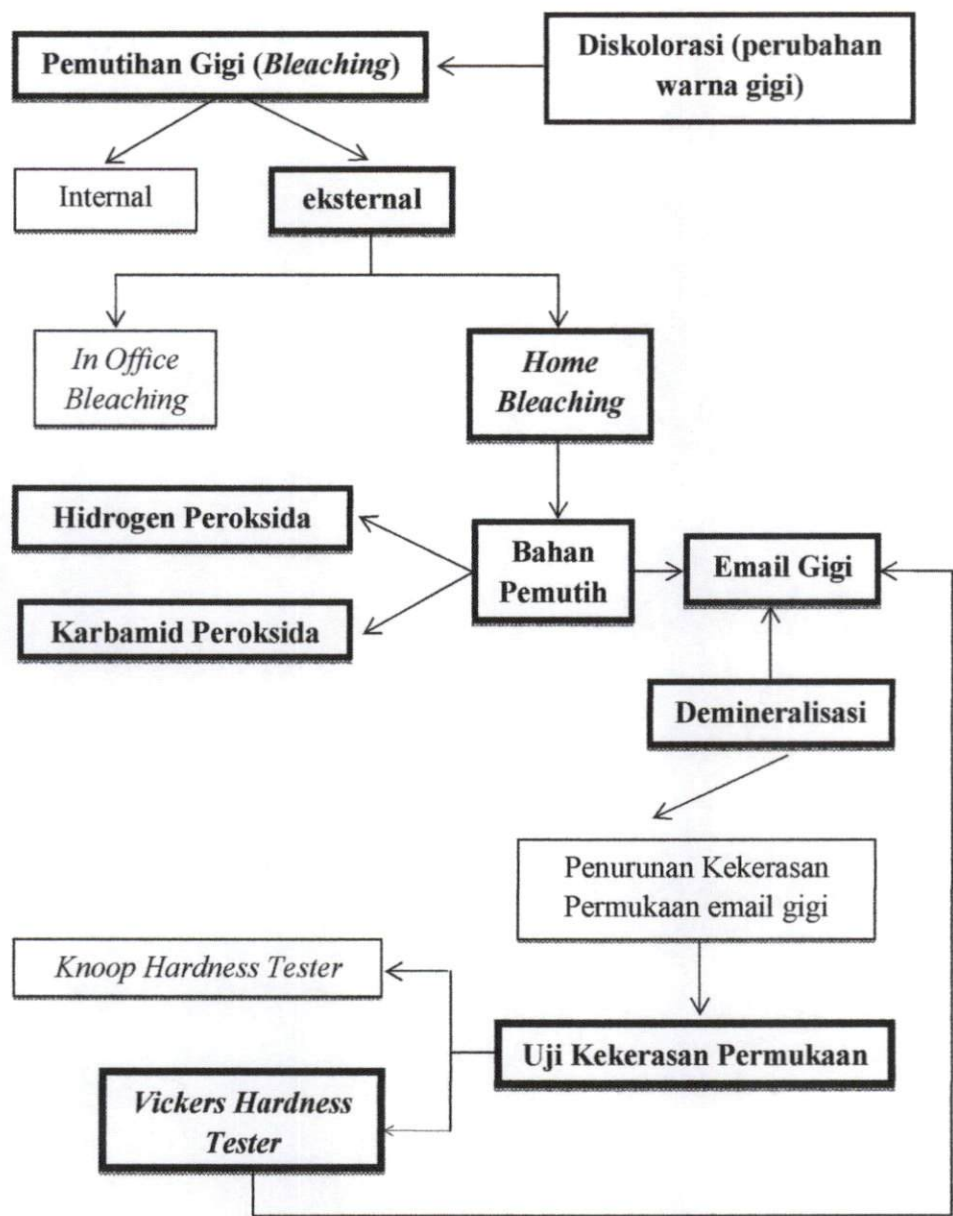 Pemutihan Gigi (Bleaching)
Diskolorasi (perubahan
warna gigi)
Internal
eksternal
In Office
Bleaching
Home
Bleaching
Hidrogen Peroksida
Karbamid Peroksida
Bahan
Pemutih
Email Gigi
Demineralisasi
Penurunan Kekerasan
Permukaan email gigi
Knoop Hardness Tester
Uji Kekerasan Permukaan
Vickers Hardness
Tester